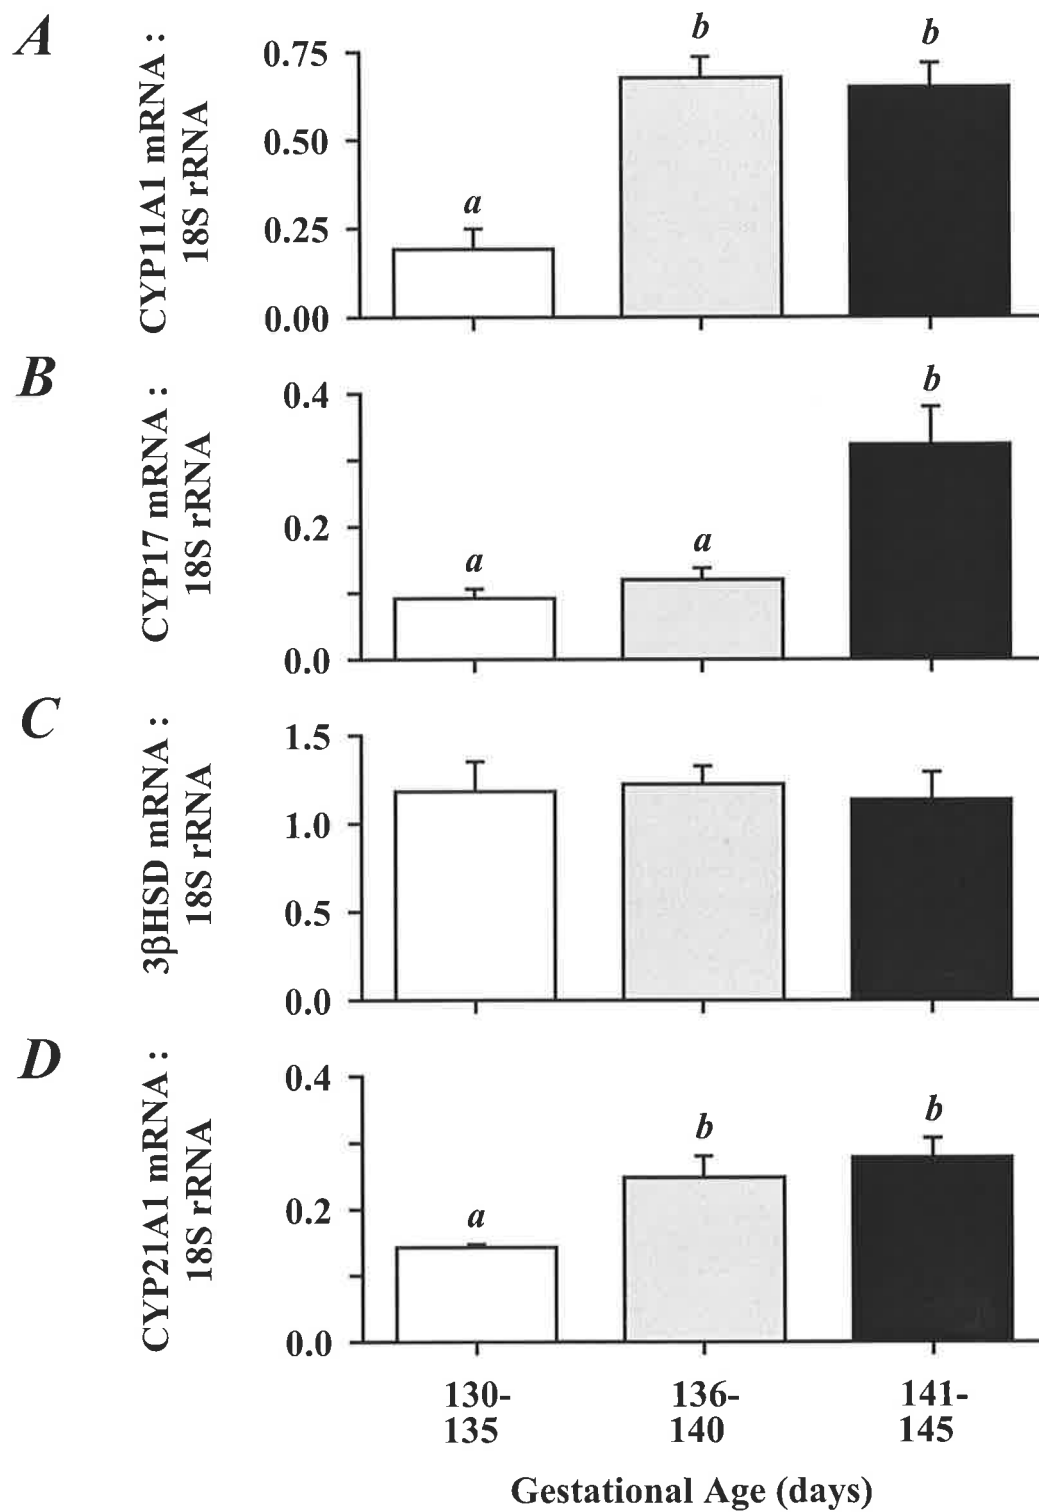 A
CYP11A1 mRNA :
18S rRNA
0.75
0.50
0.25
0.00
a
b
b
B
CYP17 mRNA :
18S rRNA
0.4
0.2
0.0
a
a
b
C
3βHSD mRNA :
18S rRNA
1.5
1.0
0.5
0.0
D
CYP21A1 mRNA :
18S rRNA
0.4
0.2
0.0
a
b
b
130-
135
136-
140
141-
145
Gestational Age (days)